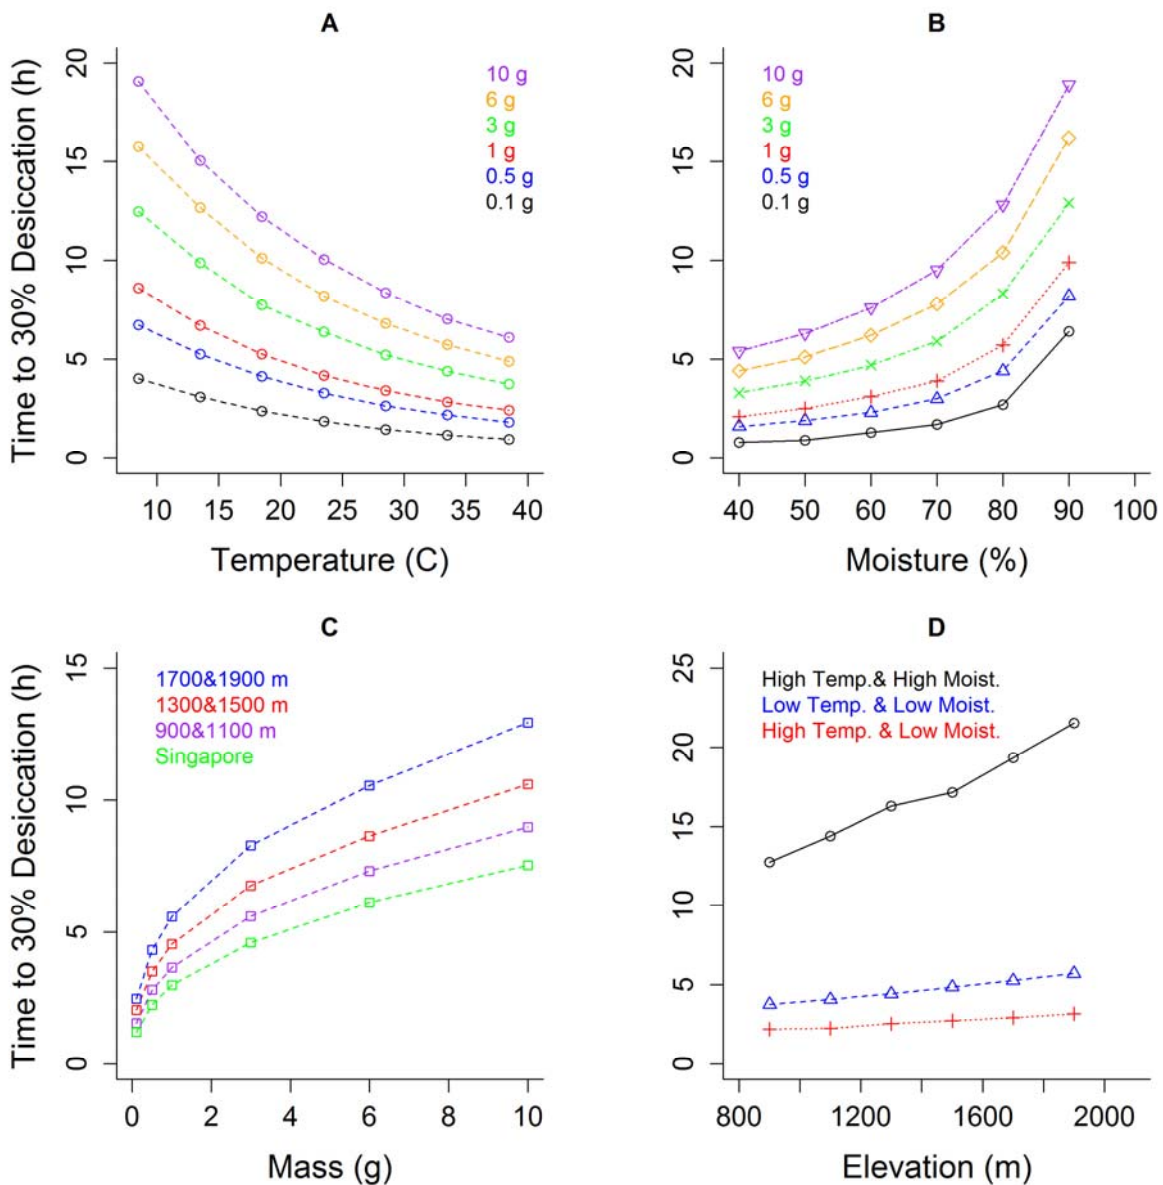 A
Time to 30% Desiccation (h)
20
15
10
5
0
10 g
6 g
3 g
1 g
0.5 g
0.1 g
10 15 20 25 30 35 40
Temperature (C)
B
20
15
10
5
0
10 g
6 g
3 g
1 g
0.5 g
0.1 g
40 50 60 70 80 90 100
Moisture (%)
C
Time to 30% Desiccation (h)
15
10
5
0
1700&1900 m
1300&1500 m
900&1100 m
Singapore
0 2 4 6 8 10
Mass (g)
D
25
20
15
10
5
0
High Temp.& High Moist.
Low Temp. & Low Moist.
High Temp. & Low Moist.
800 1200 1600 2000
Elevation (m)